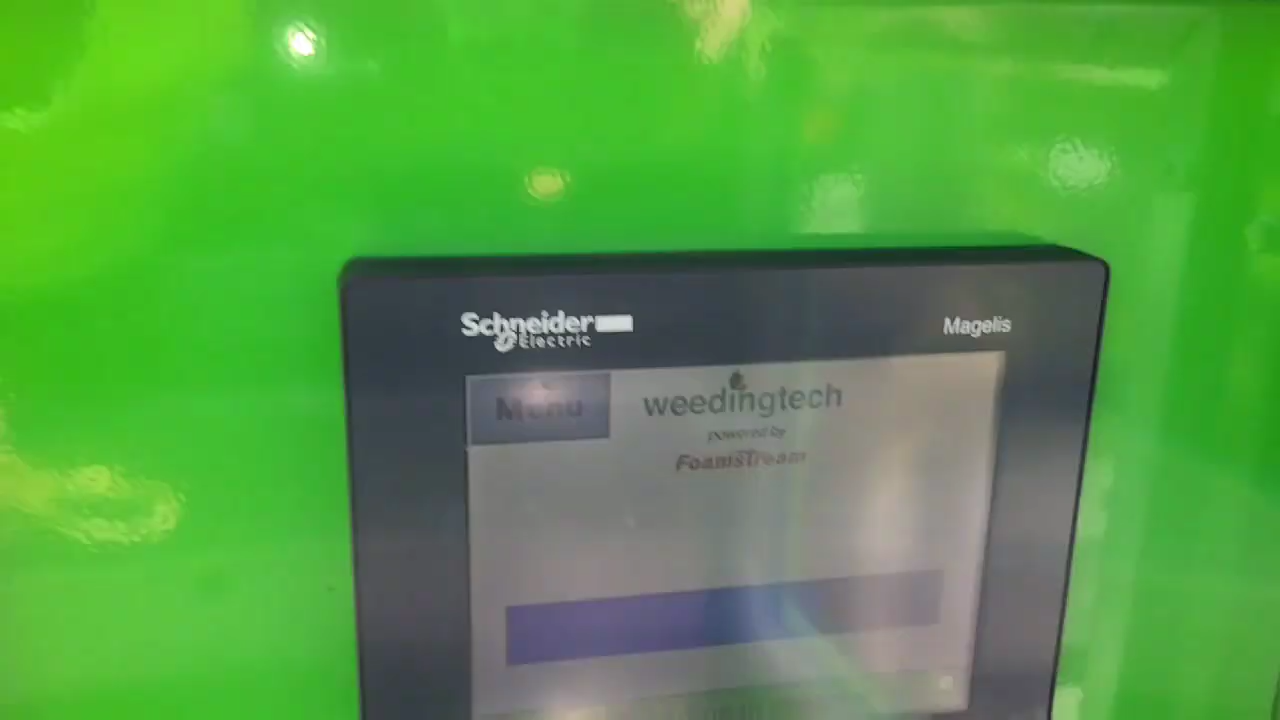 Schneider
Electric
Magelis
Menu
weedingtech
powered by
Foamstream